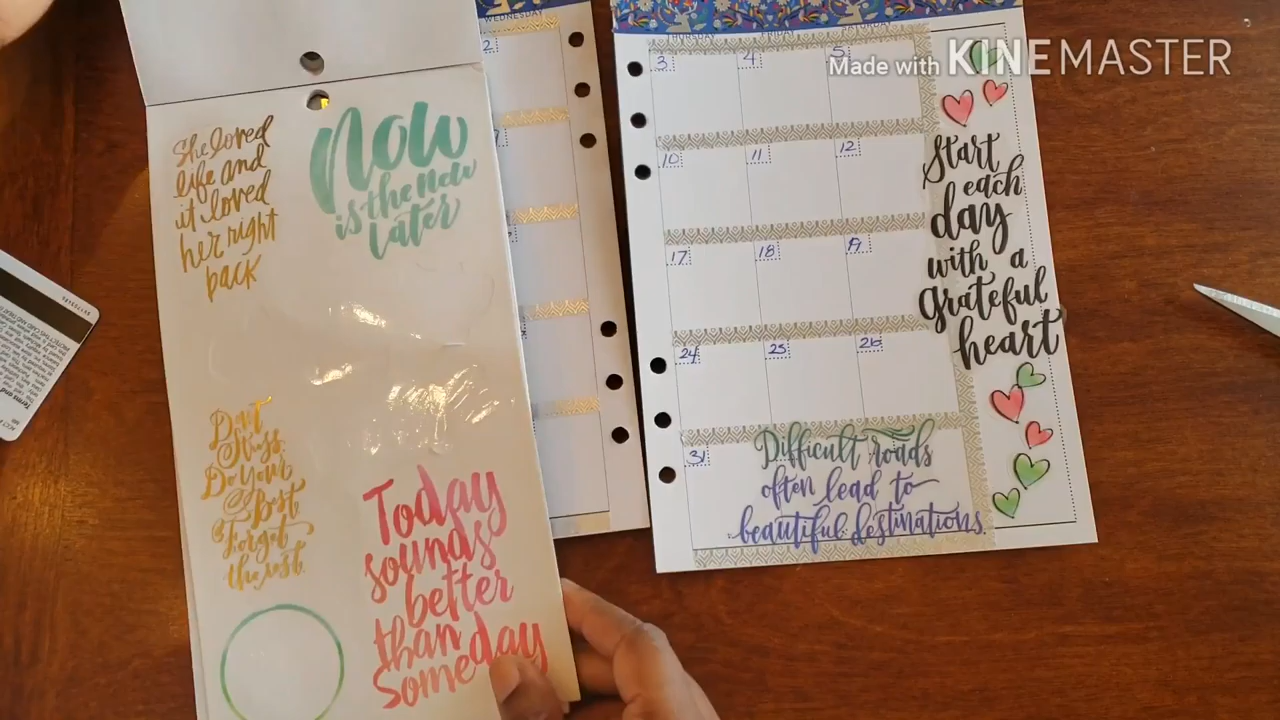 Made with KINEMASTER
WEDNESDAY
THURSDAY
FRIDAY
SATURDAY
She loved
life and
it loved
her right
back
Now
is the new
later
Don't
Stress.
Do Your
Best
Forget
the rest.
Today
sounds
better
than
Someday
2
3
4
5
10
11
12
17
18
19
24
25
26
31
Start
each
day
with a
grateful
heart
Difficult roads
often lead to
beautiful destinations.